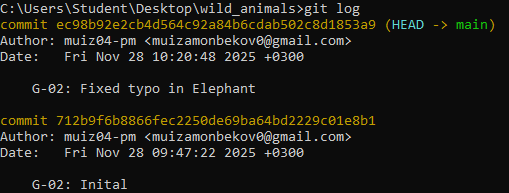 C:\Users\Student\Desktop\wild_animals>git log
commit ec98b92e2cb4d564c92a84b6cdab502c8d1853a9 (HEAD -> main)
Author: muiz04-pm <muizamonbekov0@gmail.com>
Date:   Fri Nov 28 10:20:48 2025 +0300
G-02: Fixed typo in Elephant
commit 712b9f6b8866fec2250de69ba64bd2229c01e8b1
Author: muiz04-pm <muizamonbekov0@gmail.com>
Date:   Fri Nov 28 09:47:22 2025 +0300
G-02: Inital